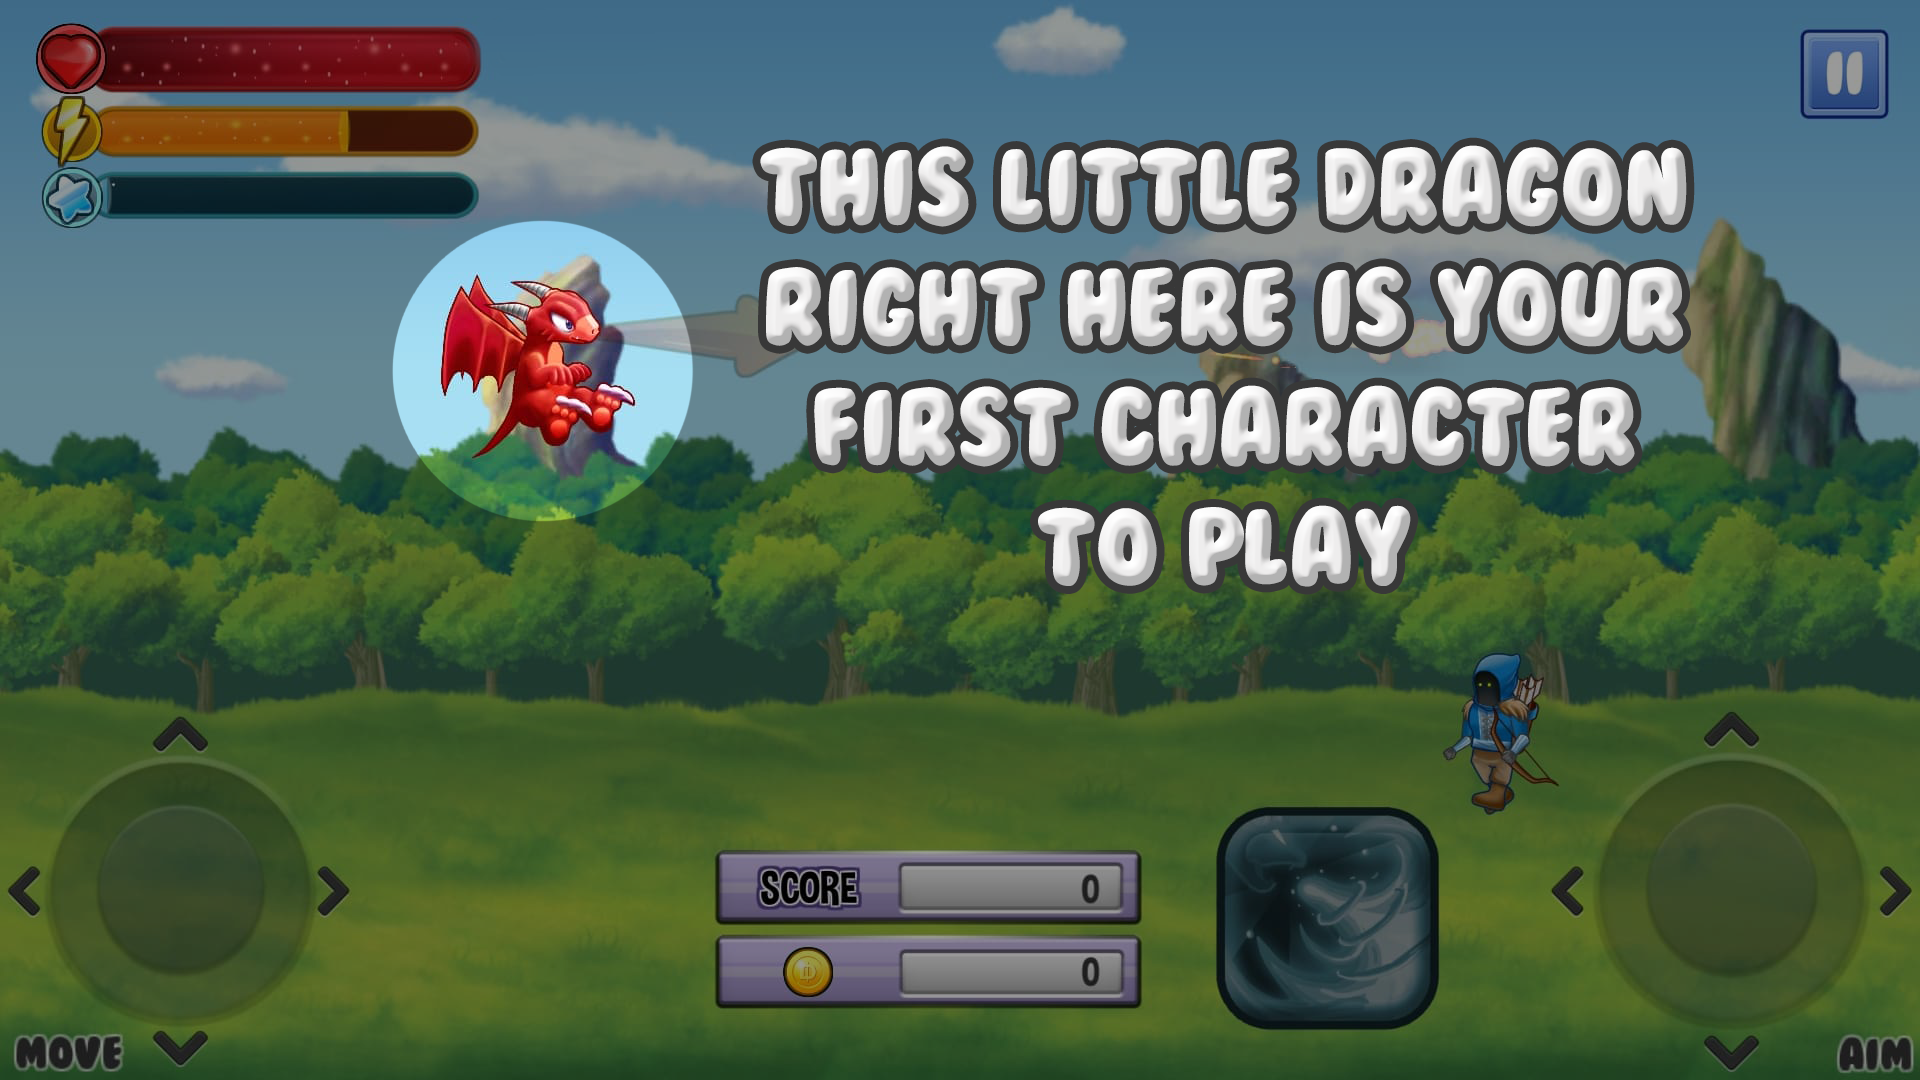 THIS LITTLE DRAGON
RIGHT HERE IS YOUR
FIRST CHARACTER
TO PLAY
SCORE 0
0
MOVE
AIM